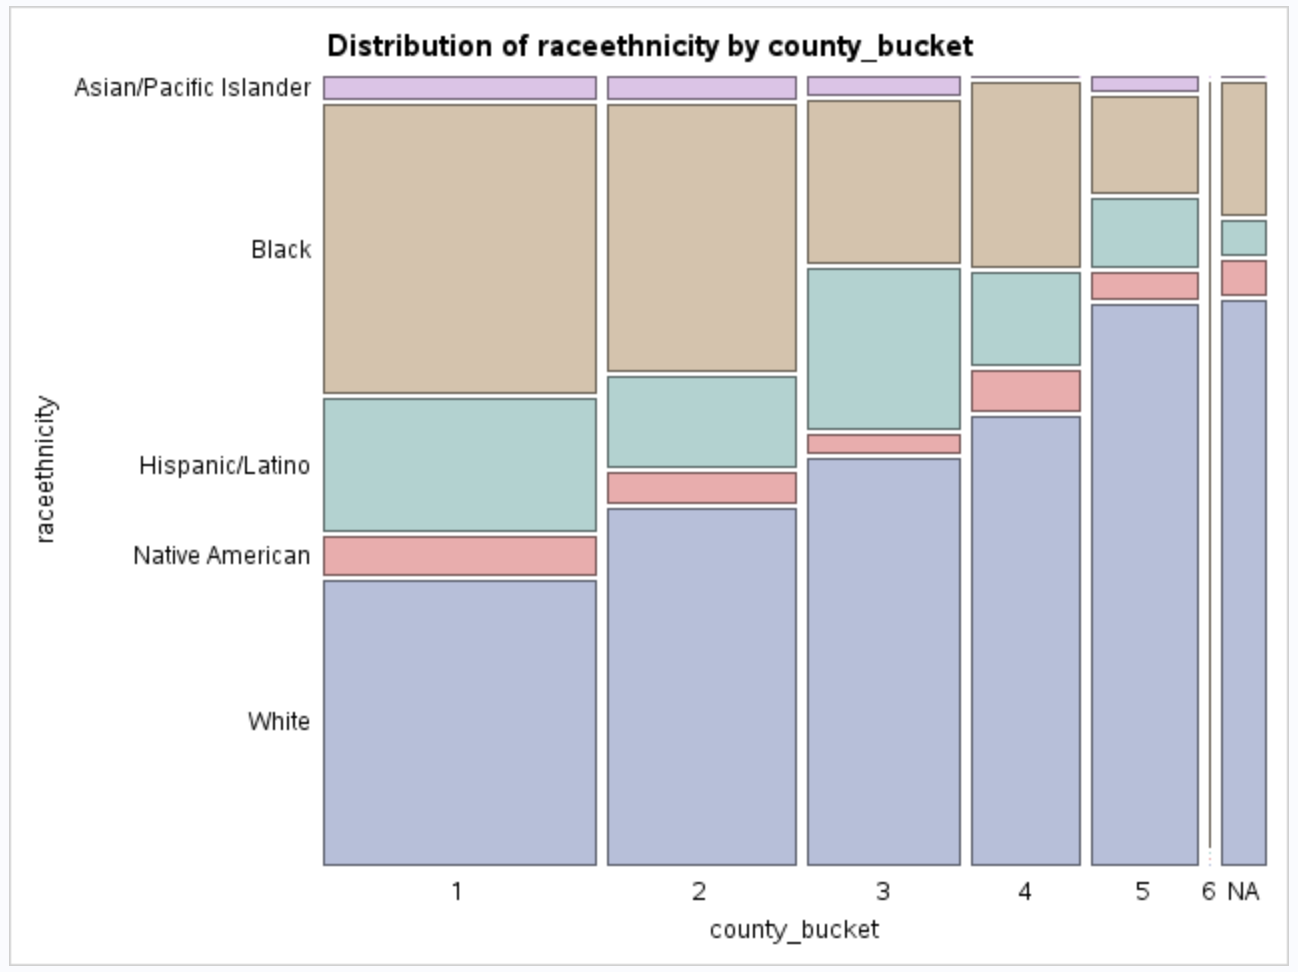 Distribution of raceethnicity by county_bucket
Asian/Pacific Islander
Black
Hispanic/Latino
Native American
White
raceethnicity
1 2 3 4 5 6 NA
county_bucket